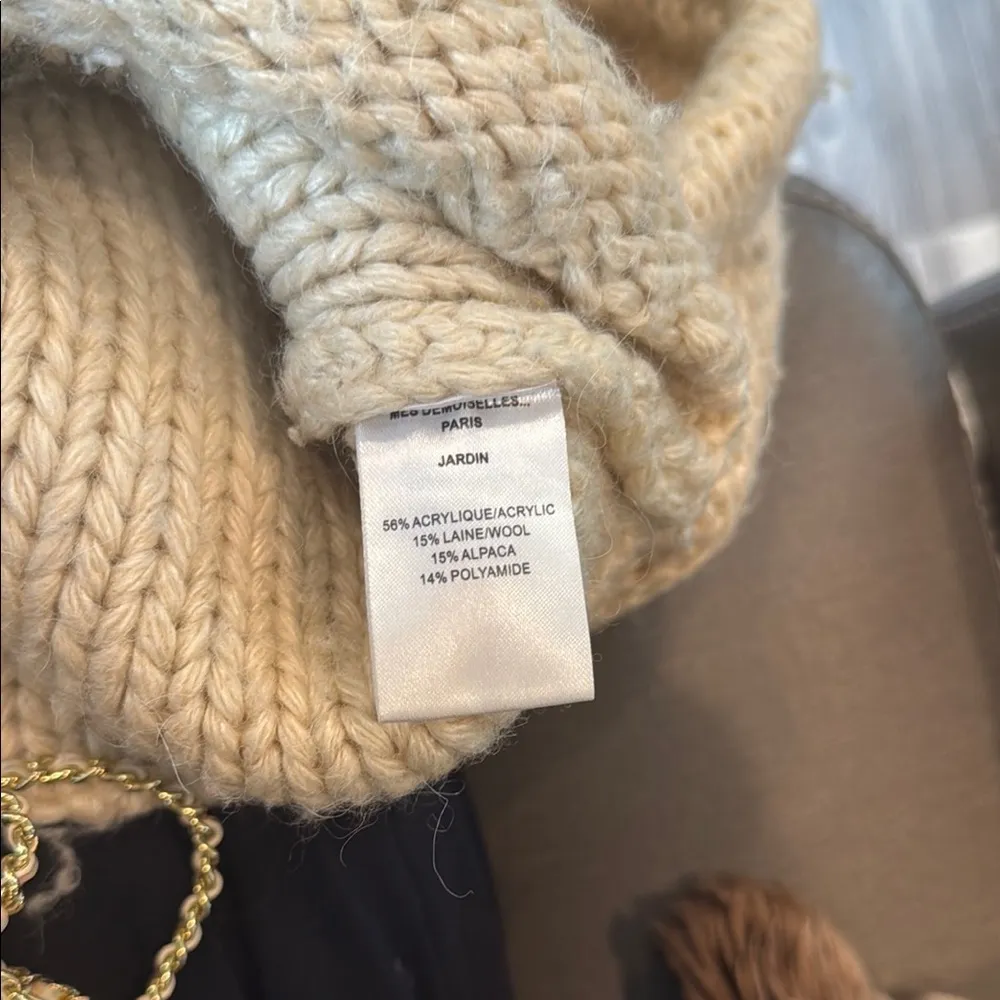 MES DEMOISELLES...
PARIS
JARDIN
56% ACRYLIQUE/ACRYLIC
15% LAINE/WOOL
15% ALPACA
14% POLYAMIDE